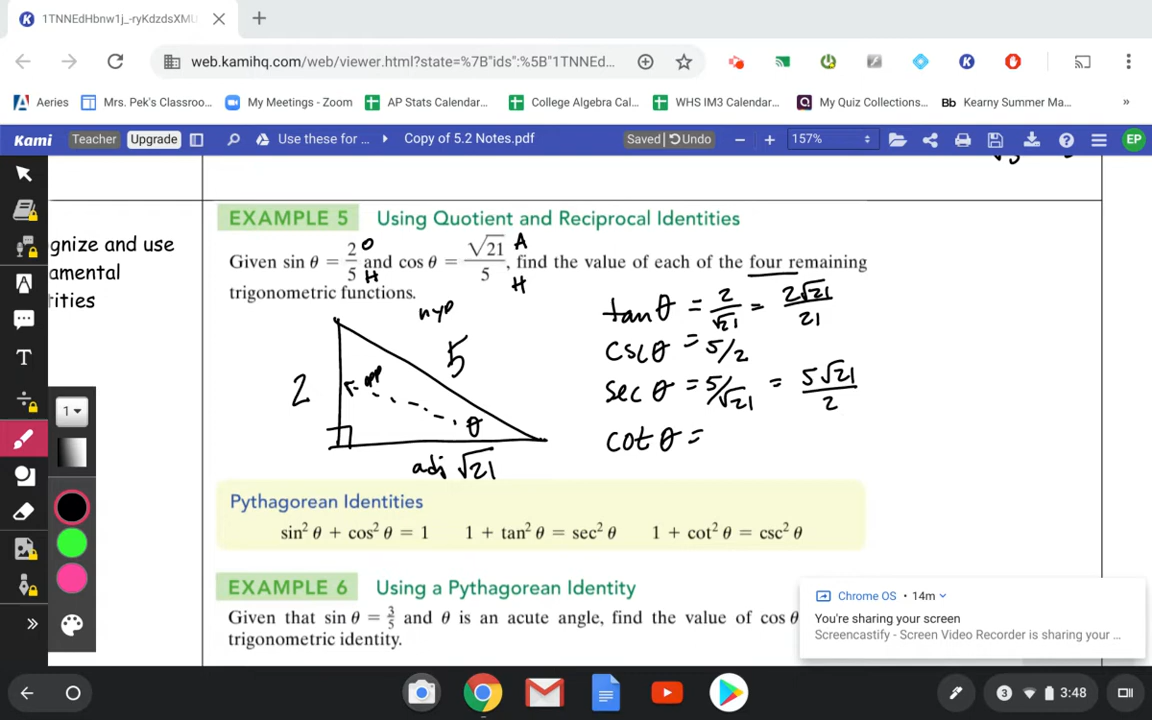 1TNNEdHbnw1j_-ryKdzdsXMU
web.kamihq.com/web/viewer.html?state=%7B"ids":%5B"1TNNEd...
Aeries Mrs. Pek's Classroo... My Meetings - Zoom AP Stats Calendar... College Algebra Cal... WHS IM3 Calendar... My Quiz Collections... Bb Kearny Summer Ma... »
Kami Teacher Upgrade Use these for ... Copy of 5.2 Notes.pdf Saved Undo 157% EP
EXAMPLE 5 Using Quotient and Reciprocal Identities
gnize and use
amental
tities
Given sin θ = 2/5 O/H and cos θ = √21/5 A/H, find the value of each of the four remaining
trigonometric functions.
hyp
5
2
opp
θ
adj √21
tan θ = 2/√21 = 2√21/21
csc θ = 5/2
sec θ = 5/√21 = 5√21/2
cot θ =
Pythagorean Identities
sin² θ + cos² θ = 1 1 + tan² θ = sec² θ 1 + cot² θ = csc² θ
EXAMPLE 6 Using a Pythagorean Identity
Given that sin θ = 3/5 and θ is an acute angle, find the value of cos θ
trigonometric identity.
1
Chrome OS • 14m
You're sharing your screen
Screencastify - Screen Video Recorder is sharing your ...
3 3:48